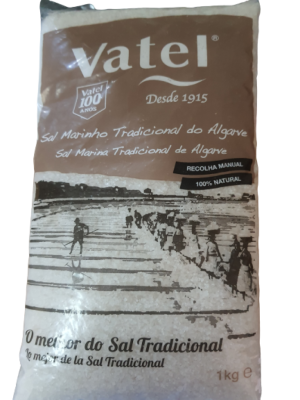 Vatel®
Desde 1915
Vatel
100
ANOS
Sal Marinho Tradicional do Algarve
Sal Marina Tradicional de Algarve
RECOLHA MANUAL
100% NATURAL
O melhor do Sal Tradicional
Lo mejor de la Sal Tradicional
1kg e